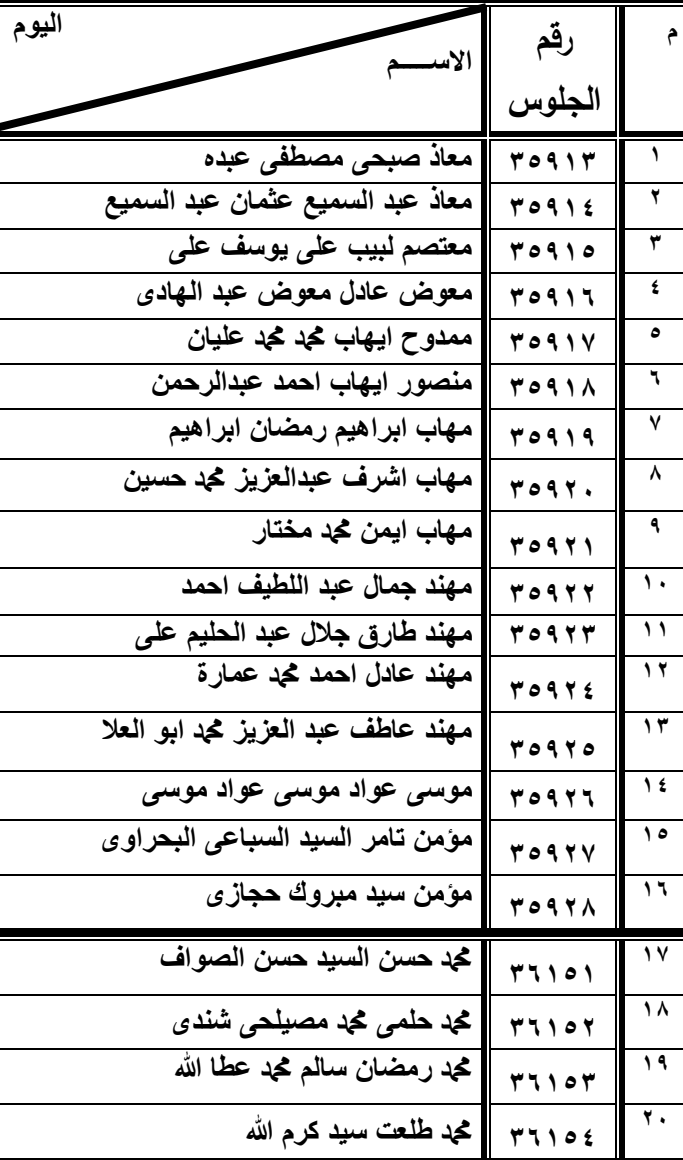 م رقم الجلوس الاســـــم اليوم
١ ٣٥٩١٣ معاذ صبحى مصطفى عبده
٢ ٣٥٩١٤ معاذ عبد السميع عثمان عبد السميع
٣ ٣٥٩١٥ معتصم لبيب على يوسف على
٤ ٣٥٩١٦ معوض عادل معوض عبد الهادى
٥ ٣٥٩١٧ ممدوح ايهاب محمد محمد عليان
٦ ٣٥٩١٨ منصور ايهاب احمد عبدالرحمن
٧ ٣٥٩١٩ مهاب ابراهيم رمضان ابراهيم
٨ ٣٥٩٢٠ مهاب اشرف عبدالعزيز محمد حسين
٩ ٣٥٩٢١ مهاب ايمن محمد مختار
١٠ ٣٥٩٢٢ مهند جمال عبد اللطيف احمد
١١ ٣٥٩٢٣ مهند طارق جلال عبد الحليم على
١٢ ٣٥٩٢٤ مهند عادل احمد محمد عمارة
١٣ ٣٥٩٢٥ مهند عاطف عبد العزيز محمد ابو العلا
١٤ ٣٥٩٢٦ موسى عواد موسى عواد موسى
١٥ ٣٥٩٢٧ مؤمن تامر السيد السباعى البحراوى
١٦ ٣٥٩٢٨ مؤمن سيد مبروك حجازى
١٧ ٣٦١٥١ محمد حسن السيد حسن الصواف
١٨ ٣٦١٥٢ محمد حلمى محمد مصيلحى شندى
١٩ ٣٦١٥٣ محمد رمضان سالم محمد عطا الله
٢٠ ٣٦١٥٤ محمد طلعت سيد كرم الله